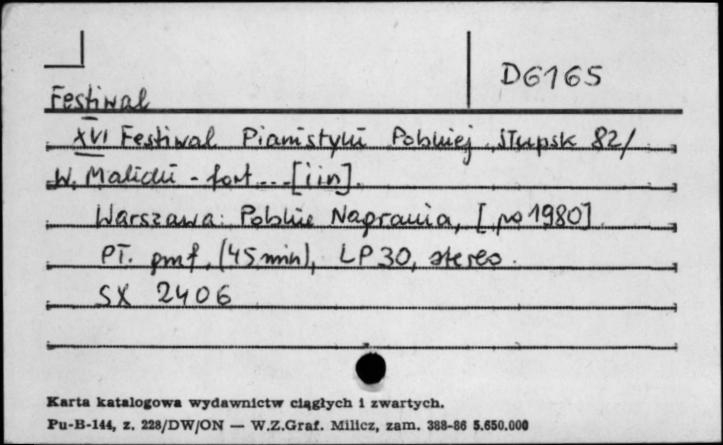 D6165
Festiwal
XVI Festiwal Pianistyki Polskiej Słupsk 82/
W. Malicki - fort... [i in]
Warszawa: Polskie Nagrania, [po 1980]
PŁ. gmf, (45 min), LP 30, stereo.
SX 2406
Karta katalogowa wydawnictw ciągłych i zwartych.
Pu-B-144, z. 228/DW/ON — W.Z.Graf. Milicz, zam. 388-86 5.650.000